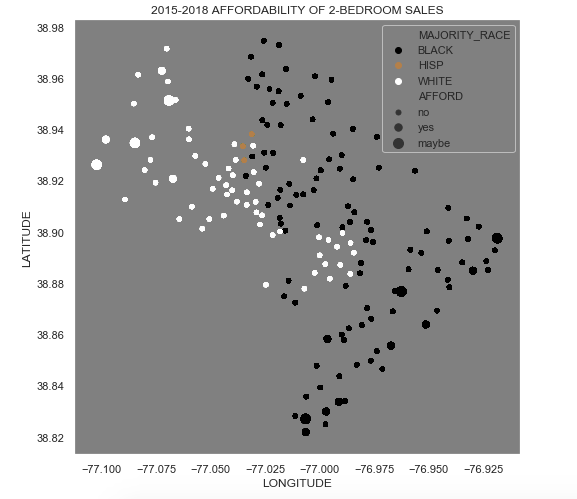 2015-2018 AFFORDABILITY OF 2-BEDROOM SALES
38.98
38.96
38.94
38.92
38.90
38.88
38.86
38.84
38.82
LATITUDE
MAJORITY_RACE
BLACK
HISP
WHITE
AFFORD
no
yes
maybe
−77.100 −77.075 −77.050 −77.025 −77.000 −76.975 −76.950 −76.925
LONGITUDE